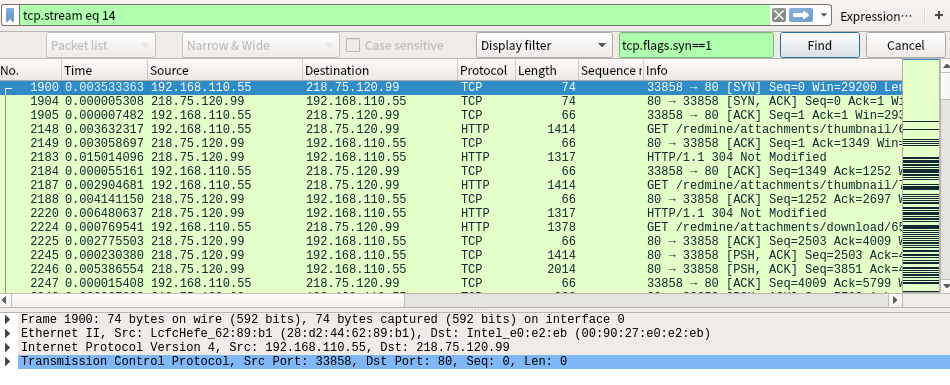 tcp.stream eq 14 Expression⋯ +
Packet list Narrow & Wide Case sensitive Display filter tcp.flags.syn==1 Find Cancel
No. Time Source Destination Protocol Length Sequence r Info
1900 0.003533363 192.168.110.55 218.75.120.99 TCP 74 33858 → 80 [SYN] Seq=0 Win=29200 Len
1904 0.000005308 218.75.120.99 192.168.110.55 TCP 74 80 → 33858 [SYN, ACK] Seq=0 Ack=1 Wi
1905 0.000007482 192.168.110.55 218.75.120.99 TCP 66 33858 → 80 [ACK] Seq=1 Ack=1 Win=293
2148 0.003632317 192.168.110.55 218.75.120.99 HTTP 1414 GET /redmine/attachments/thumbnail/6
2149 0.003058697 218.75.120.99 192.168.110.55 TCP 66 80 → 33858 [ACK] Seq=1 Ack=1349 Win=
2183 0.015014096 218.75.120.99 192.168.110.55 HTTP 1317 HTTP/1.1 304 Not Modified
2184 0.000055161 192.168.110.55 218.75.120.99 TCP 66 33858 → 80 [ACK] Seq=1349 Ack=1252 W
2187 0.002904681 192.168.110.55 218.75.120.99 HTTP 1414 GET /redmine/attachments/thumbnail/7
2188 0.004141150 218.75.120.99 192.168.110.55 TCP 66 80 → 33858 [ACK] Seq=1252 Ack=2697 W
2220 0.006480637 218.75.120.99 192.168.110.55 HTTP 1317 HTTP/1.1 304 Not Modified
2224 0.000769541 192.168.110.55 218.75.120.99 HTTP 1378 GET /redmine/attachments/download/65
2225 0.002775503 218.75.120.99 192.168.110.55 TCP 66 80 → 33858 [ACK] Seq=2503 Ack=4009 W
2245 0.000230380 218.75.120.99 192.168.110.55 TCP 1414 80 → 33858 [PSH, ACK] Seq=2503 Ack=4
2246 0.005386554 218.75.120.99 192.168.110.55 TCP 2014 80 → 33858 [PSH, ACK] Seq=3851 Ack=4
2247 0.000015408 192.168.110.55 218.75.120.99 TCP 66 33858 → 80 [ACK] Seq=4009 Ack=5799 W
Frame 1900: 74 bytes on wire (592 bits), 74 bytes captured (592 bits) on interface 0
Ethernet II, Src: LcfcHefe_62:89:b1 (28:d2:44:62:89:b1), Dst: Intel_e0:e2:eb (00:90:27:e0:e2:eb)
Internet Protocol Version 4, Src: 192.168.110.55, Dst: 218.75.120.99
Transmission Control Protocol, Src Port: 33858, Dst Port: 80, Seq: 0, Len: 0